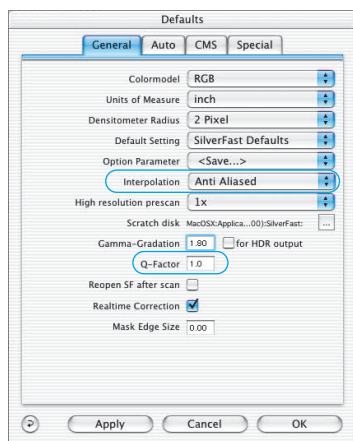 Defaults
General Auto CMS Special
Colormodel RGB
Units of Measure inch
Densitometer Radius 2 Pixel
Default Setting SilverFast Defaults
Option Parameter <Save...>
Interpolation Anti Aliased
High resolution prescan 1x
Scratch disk MacOSX:Applica...00):SilverFast: ...
Gamma-Gradation 1.80 for HDR output
Q-Factor 1.0
Reopen SF after scan
Realtime Correction
Mask Edge Size 0.00
Apply Cancel OK